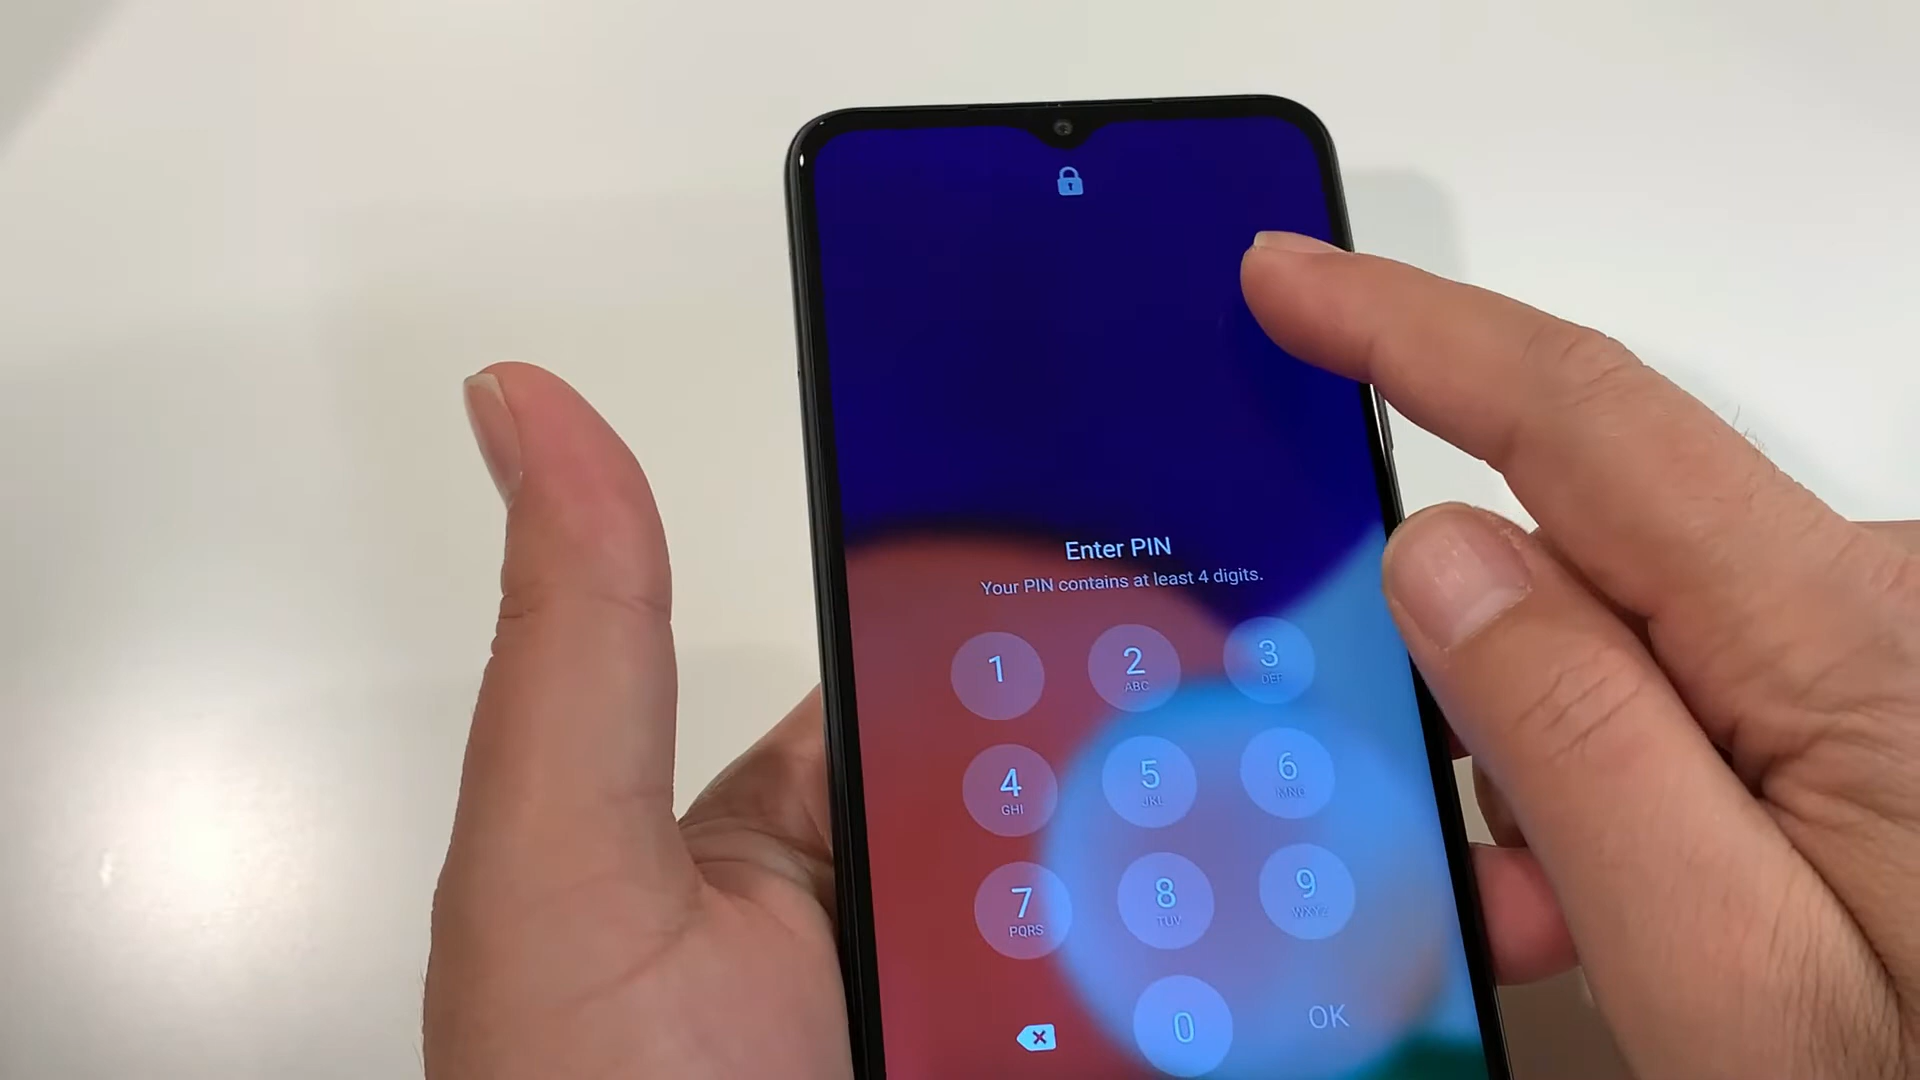 Enter PIN
Your PIN contains at least 4 digits.
1 2 3
ABC DEF
4 5 6
GHI JKL MNO
7 8 9
PQRS TUV WXYZ
0 OK